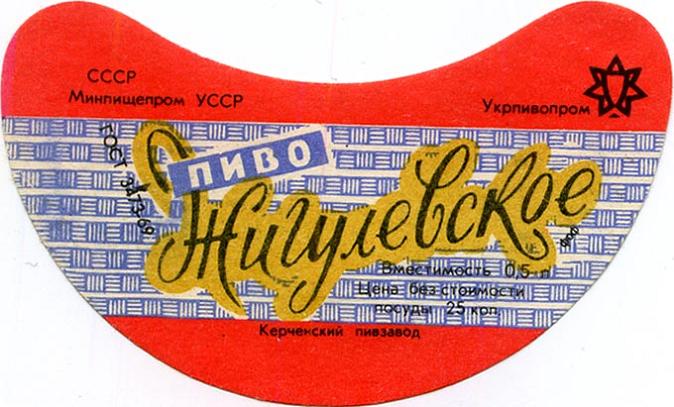 СССР
Минпищепром УССР
Укрпивопром
ГОСТ 3473-69
ПИВО
Жигулевское
Вместимость 0,5 л
Цена без стоимости
посуды 25 коп.
Керченский пивзавод